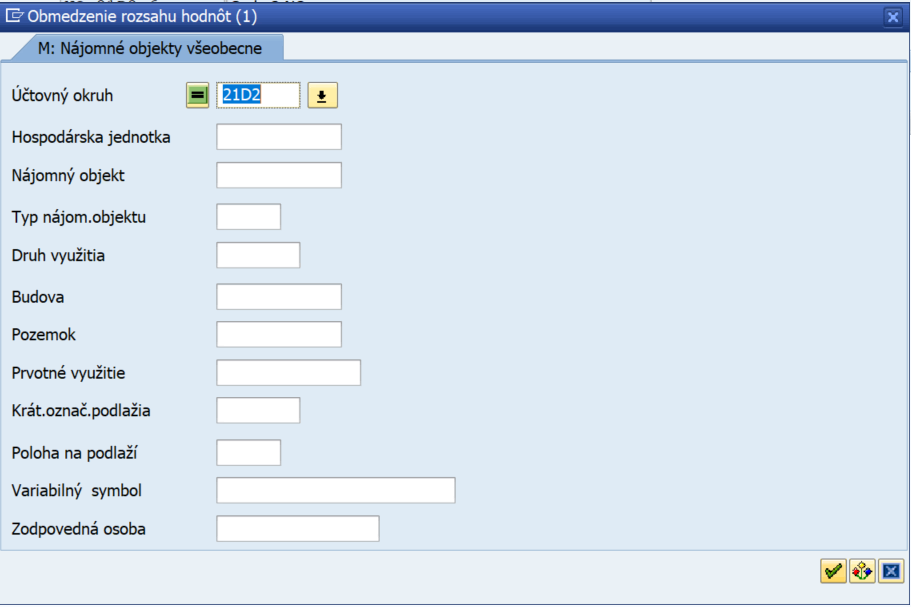 Obmedzenie rozsahu hodnôt (1)
M: Nájomné objekty všeobecne
Účtovný okruh 21D2
Hospodárska jednotka
Nájomný objekt
Typ nájom.objektu
Druh využitia
Budova
Pozemok
Prvotné využitie
Krát.označ.podlažia
Poloha na podlaží
Variabilný symbol
Zodpovedná osoba